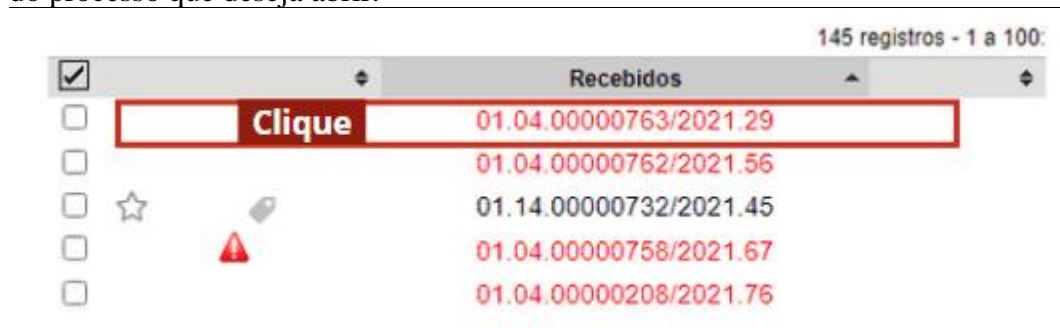 do processo que deseja abrir.
145 registros - 1 a 100:
Recebidos
Clique 01.04.00000763/2021.29
01.04.00000762/2021.56
01.14.00000732/2021.45
01.04.00000758/2021.67
01.04.00000208/2021.76